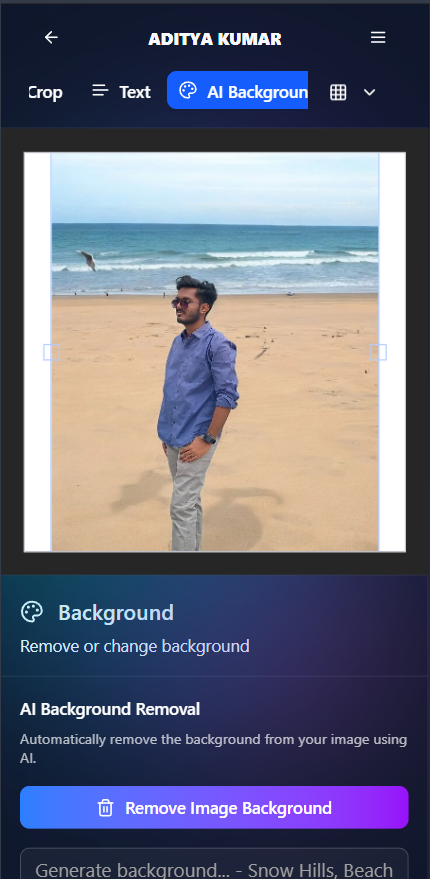 ADITYA KUMAR
Crop Text AI Backgroun
Background
Remove or change background
AI Background Removal
Automatically remove the background from your image using
AI.
Remove Image Background
Generate background... - Snow Hills, Beach